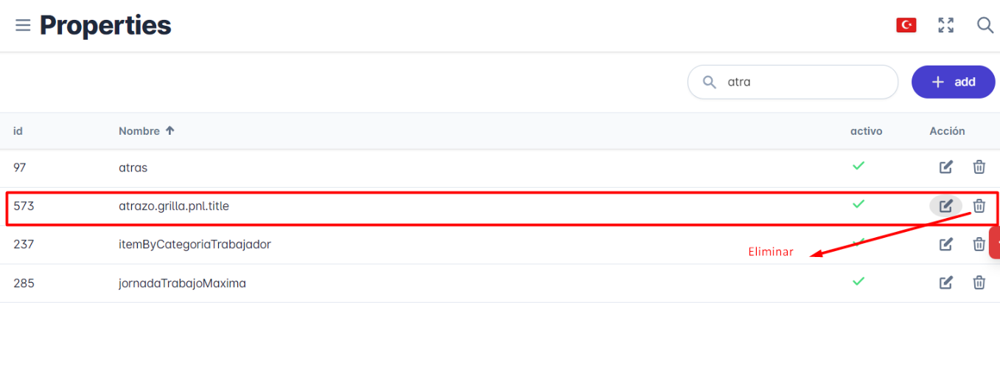 Properties
atra
add
id Nombre activo Acción
97 atras
573 atrazo.grilla.pnl.title
237 itemByCategoriaTrabajador
Eliminar
285 jornadaTrabajoMaxima